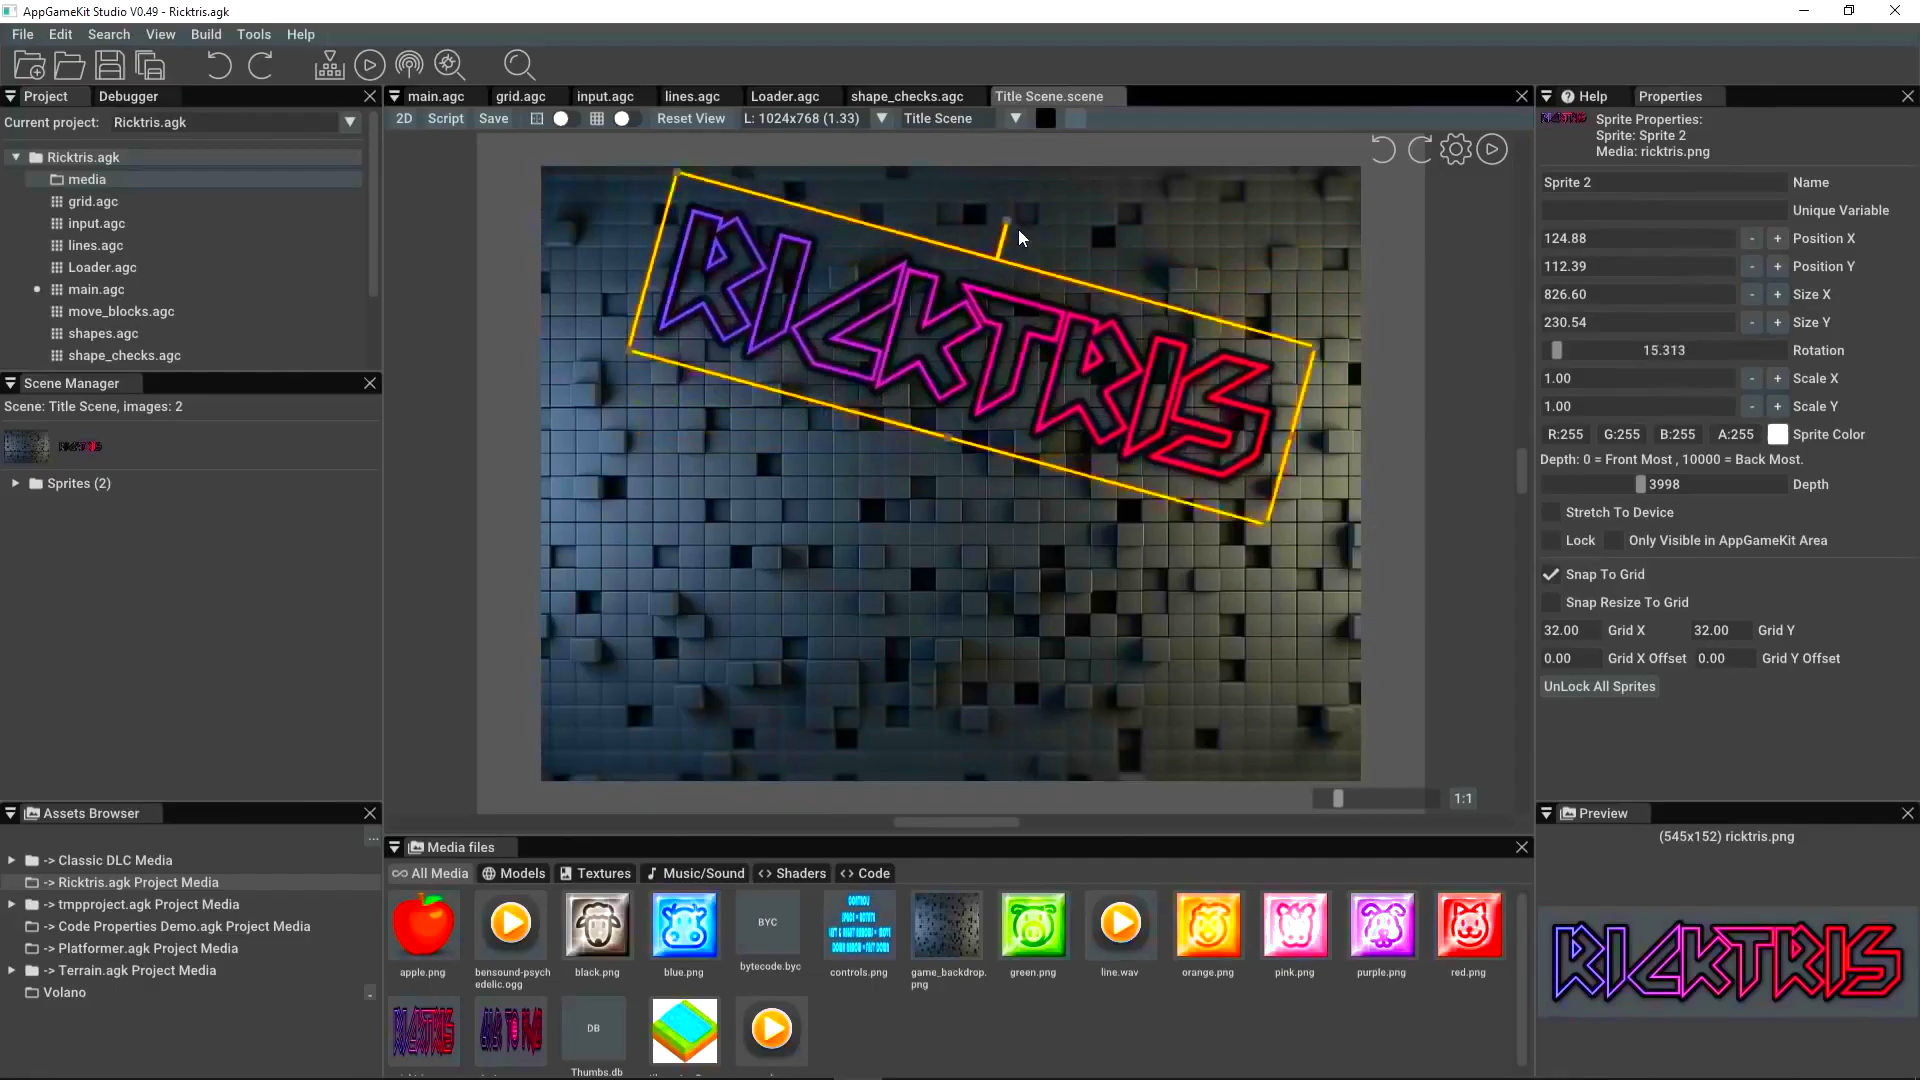 AppGameKit Studio V0.49 - Ricktris.agk
File Edit Search View Build Tools Help
Project Debugger
Current project: Ricktris.agk
Ricktris.agk
media
grid.agc
input.agc
lines.agc
Loader.agc
main.agc
move_blocks.agc
shapes.agc
shape_checks.agc
Scene Manager
Scene: Title Scene, images: 2
RICKTRIS
Sprites (2)
Assets Browser
...
-> Classic DLC Media
-> Ricktris.agk Project Media
-> tmpproject.agk Project Media
-> Code Properties Demo.agk Project Media
-> Platformer.agk Project Media
-> Terrain.agk Project Media
Volano
main.agc grid.agc input.agc lines.agc Loader.agc shape_checks.agc Title Scene.scene
2D Script Save Reset View L: 1024x768 (1.33) Title Scene
RICKTRIS
1:1
Media files
All Media Models Textures Music/Sound Shaders Code
BYC
CONTROLS
apple.png
bensound-psych
edelic.ogg
black.png
blue.png
bytecode.byc
controls.png
game_backdrop.
png
green.png
line.wav
orange.png
pink.png
purple.png
red.png
RICKTRIS
DB
Thumbs.db
Help Properties
Sprite Properties:
Sprite: Sprite 2
Media: ricktris.png
Sprite 2 Name
Unique Variable
124.88 - + Position X
112.39 - + Position Y
826.60 - + Size X
230.54 - + Size Y
15.313 Rotation
1.00 - + Scale X
1.00 - + Scale Y
R:255 G:255 B:255 A:255 Sprite Color
Depth: 0 = Front Most , 10000 = Back Most.
3998 Depth
Stretch To Device
Lock Only Visible in AppGameKit Area
Snap To Grid
Snap Resize To Grid
32.00 Grid X 32.00 Grid Y
0.00 Grid X Offset 0.00 Grid Y Offset
UnLock All Sprites
Preview
(545x152) ricktris.png
RICKTRIS